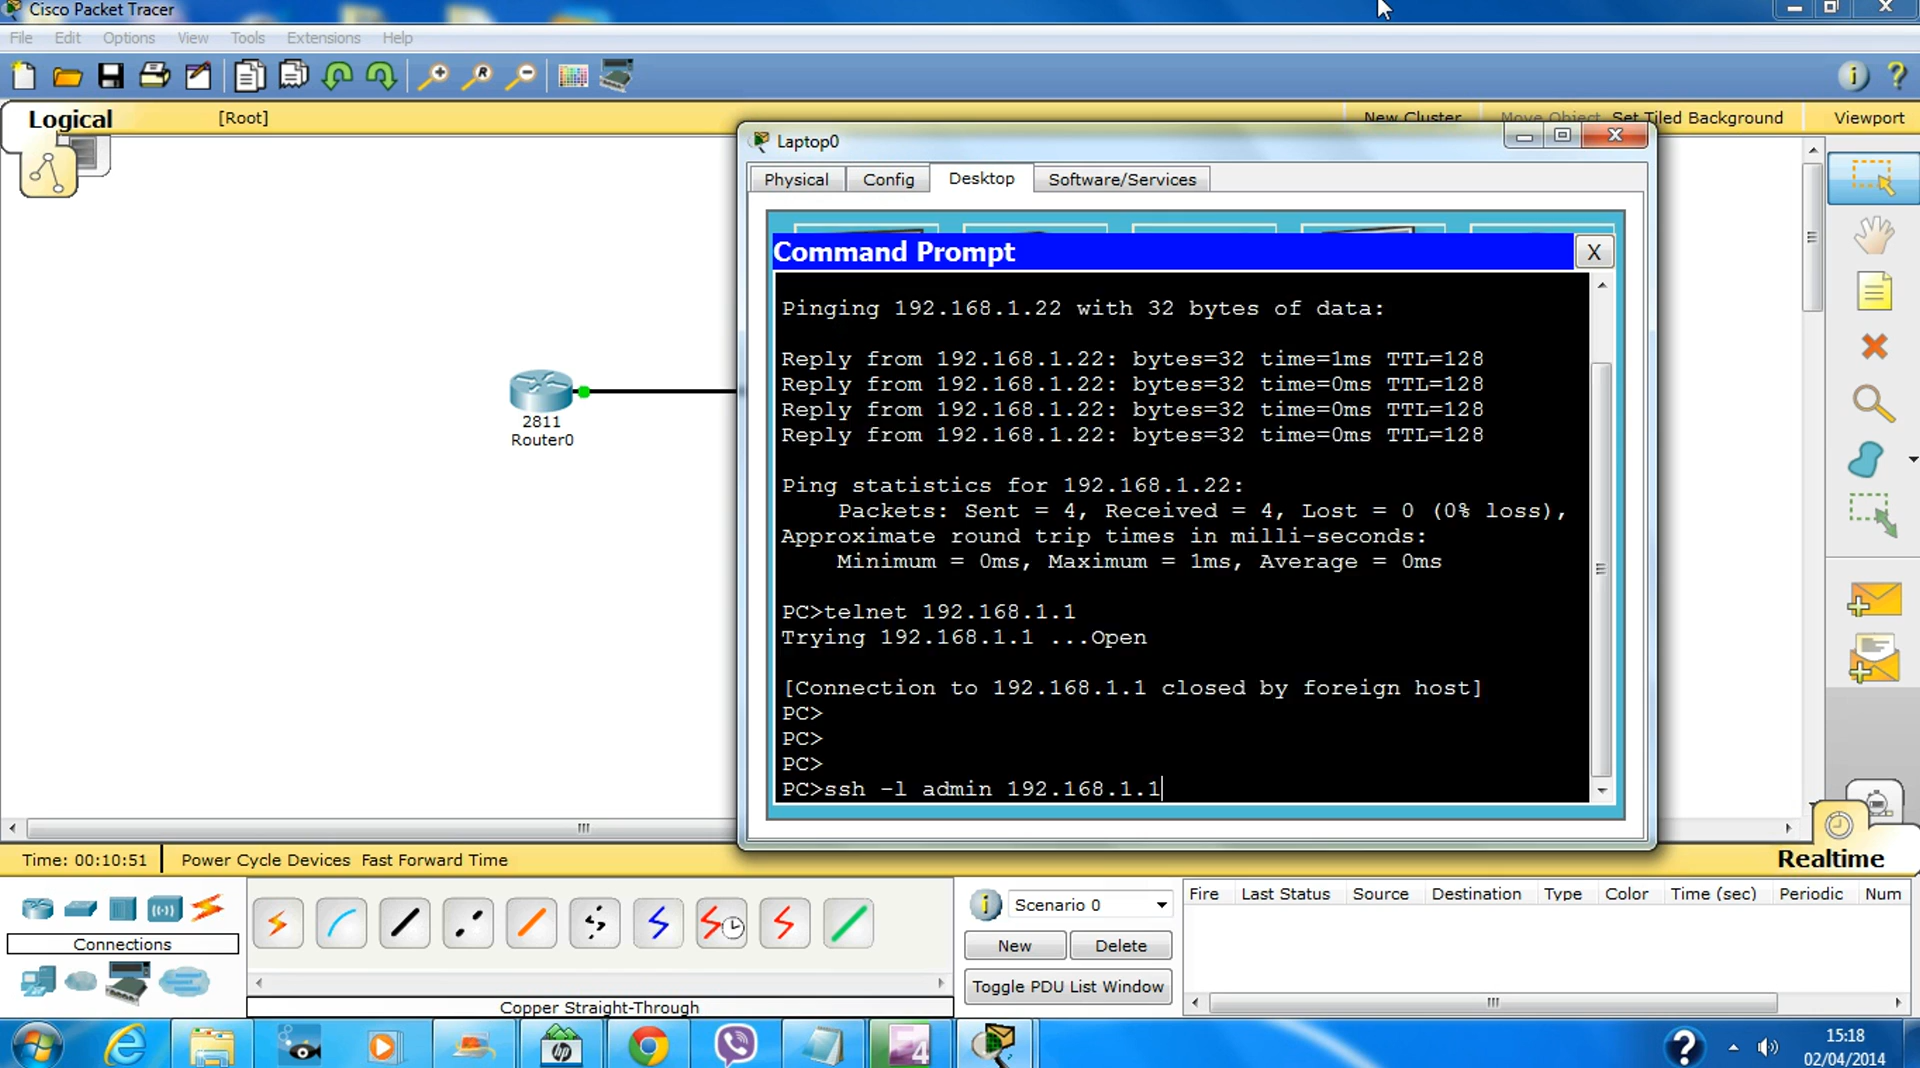 Cisco Packet Tracer
File Edit Options View Tools Extensions Help
Logical [Root] New Cluster Move Object Set Tiled Background Viewport
Laptop0
Physical Config Desktop Software/Services
Command Prompt X
Pinging 192.168.1.22 with 32 bytes of data:
Reply from 192.168.1.22: bytes=32 time=1ms TTL=128
Reply from 192.168.1.22: bytes=32 time=0ms TTL=128
Reply from 192.168.1.22: bytes=32 time=0ms TTL=128
Reply from 192.168.1.22: bytes=32 time=0ms TTL=128
Ping statistics for 192.168.1.22:
Packets: Sent = 4, Received = 4, Lost = 0 (0% loss),
Approximate round trip times in milli-seconds:
Minimum = 0ms, Maximum = 1ms, Average = 0ms
PC>telnet 192.168.1.1
Trying 192.168.1.1 ...Open
[Connection to 192.168.1.1 closed by foreign host]
PC>
PC>
PC>
PC>ssh -l admin 192.168.1.1
2811
Router0
Time: 00:10:51 Power Cycle Devices Fast Forward Time
Realtime
Connections
Copper Straight-Through
Scenario 0
New Delete
Toggle PDU List Window
Fire Last Status Source Destination Type Color Time (sec) Periodic Num
15:18
02/04/2014